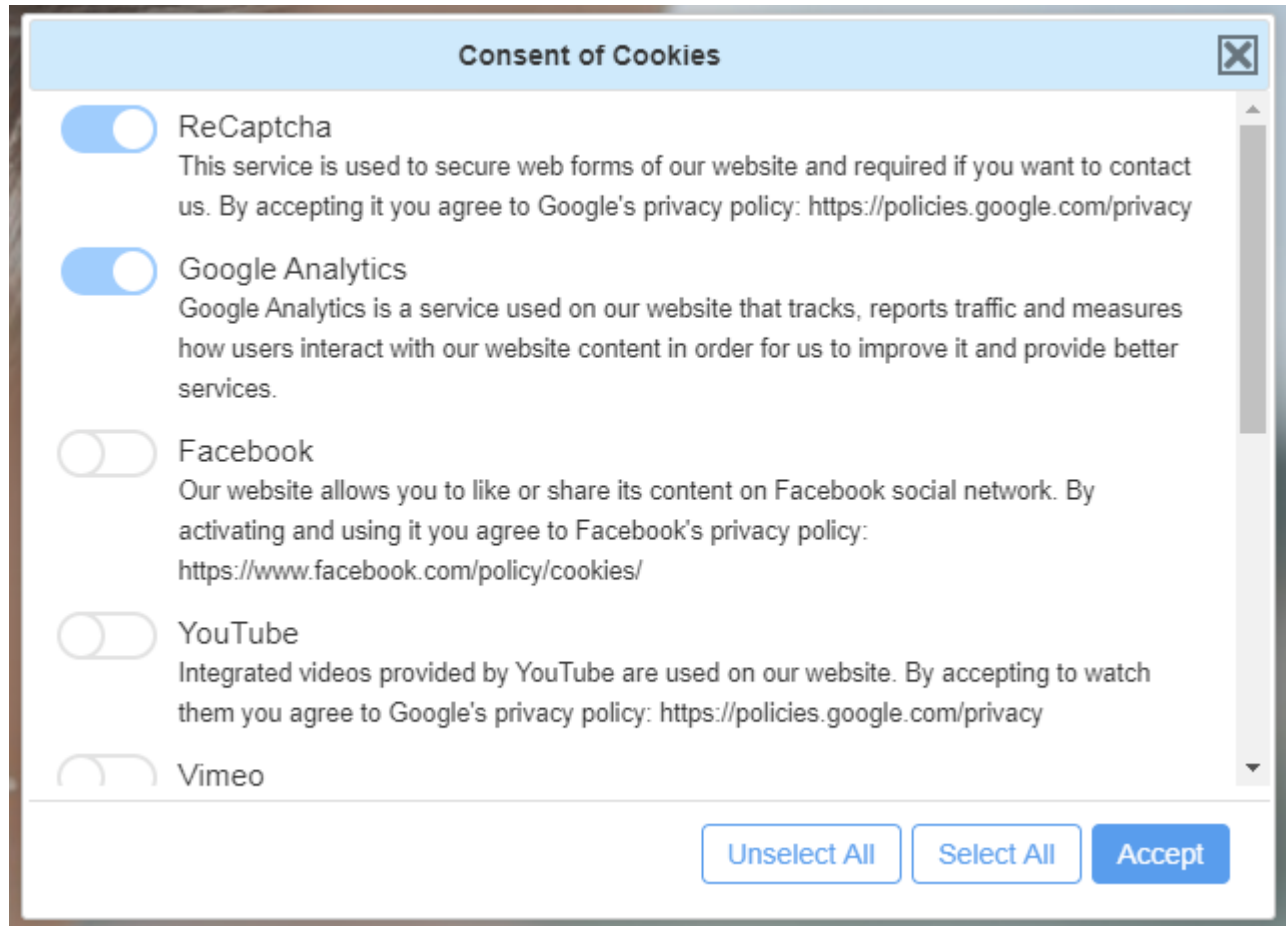 Consent of Cookies
ReCaptcha
This service is used to secure web forms of our website and required if you want to contact
us. By accepting it you agree to Google's privacy policy: https://policies.google.com/privacy
Google Analytics
Google Analytics is a service used on our website that tracks, reports traffic and measures
how users interact with our website content in order for us to improve it and provide better
services.
Facebook
Our website allows you to like or share its content on Facebook social network. By
activating and using it you agree to Facebook's privacy policy:
https://www.facebook.com/policy/cookies/
YouTube
Integrated videos provided by YouTube are used on our website. By accepting to watch
them you agree to Google's privacy policy: https://policies.google.com/privacy
Vimeo
Unselect All Select All Accept